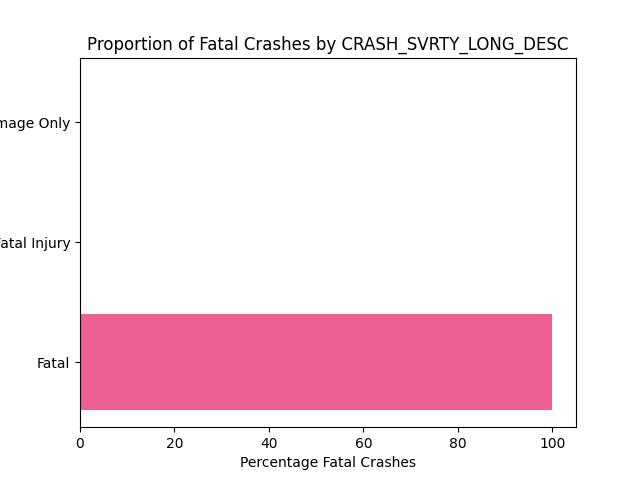 Proportion of Fatal Crashes by CRASH_SVRTY_LONG_DESC
mage Only
Fatal Injury
Fatal
0 20 40 60 80 100
Percentage Fatal Crashes